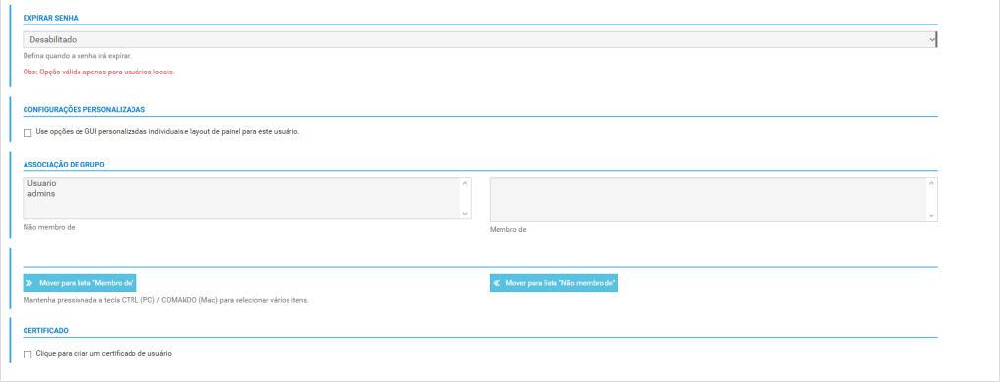 EXPIRAR SENHA
Desabilitado
Defina quando a senha irá expirar.
Obs: Opção válida apenas para usuários locais.
CONFIGURAÇÕES PERSONALIZADAS
Use opções de GUI personalizadas individuais e layout de painel para este usuário.
ASSOCIAÇÃO DE GRUPO
Usuario
admins
Não membro de
Membro de
Mover para lista "Membro de"
Mover para lista "Não membro de"
Mantenha pressionada a tecla CTRL (PC) / COMANDO (Mac) para selecionar vários itens.
CERTIFICADO
Clique para criar um certificado de usuário